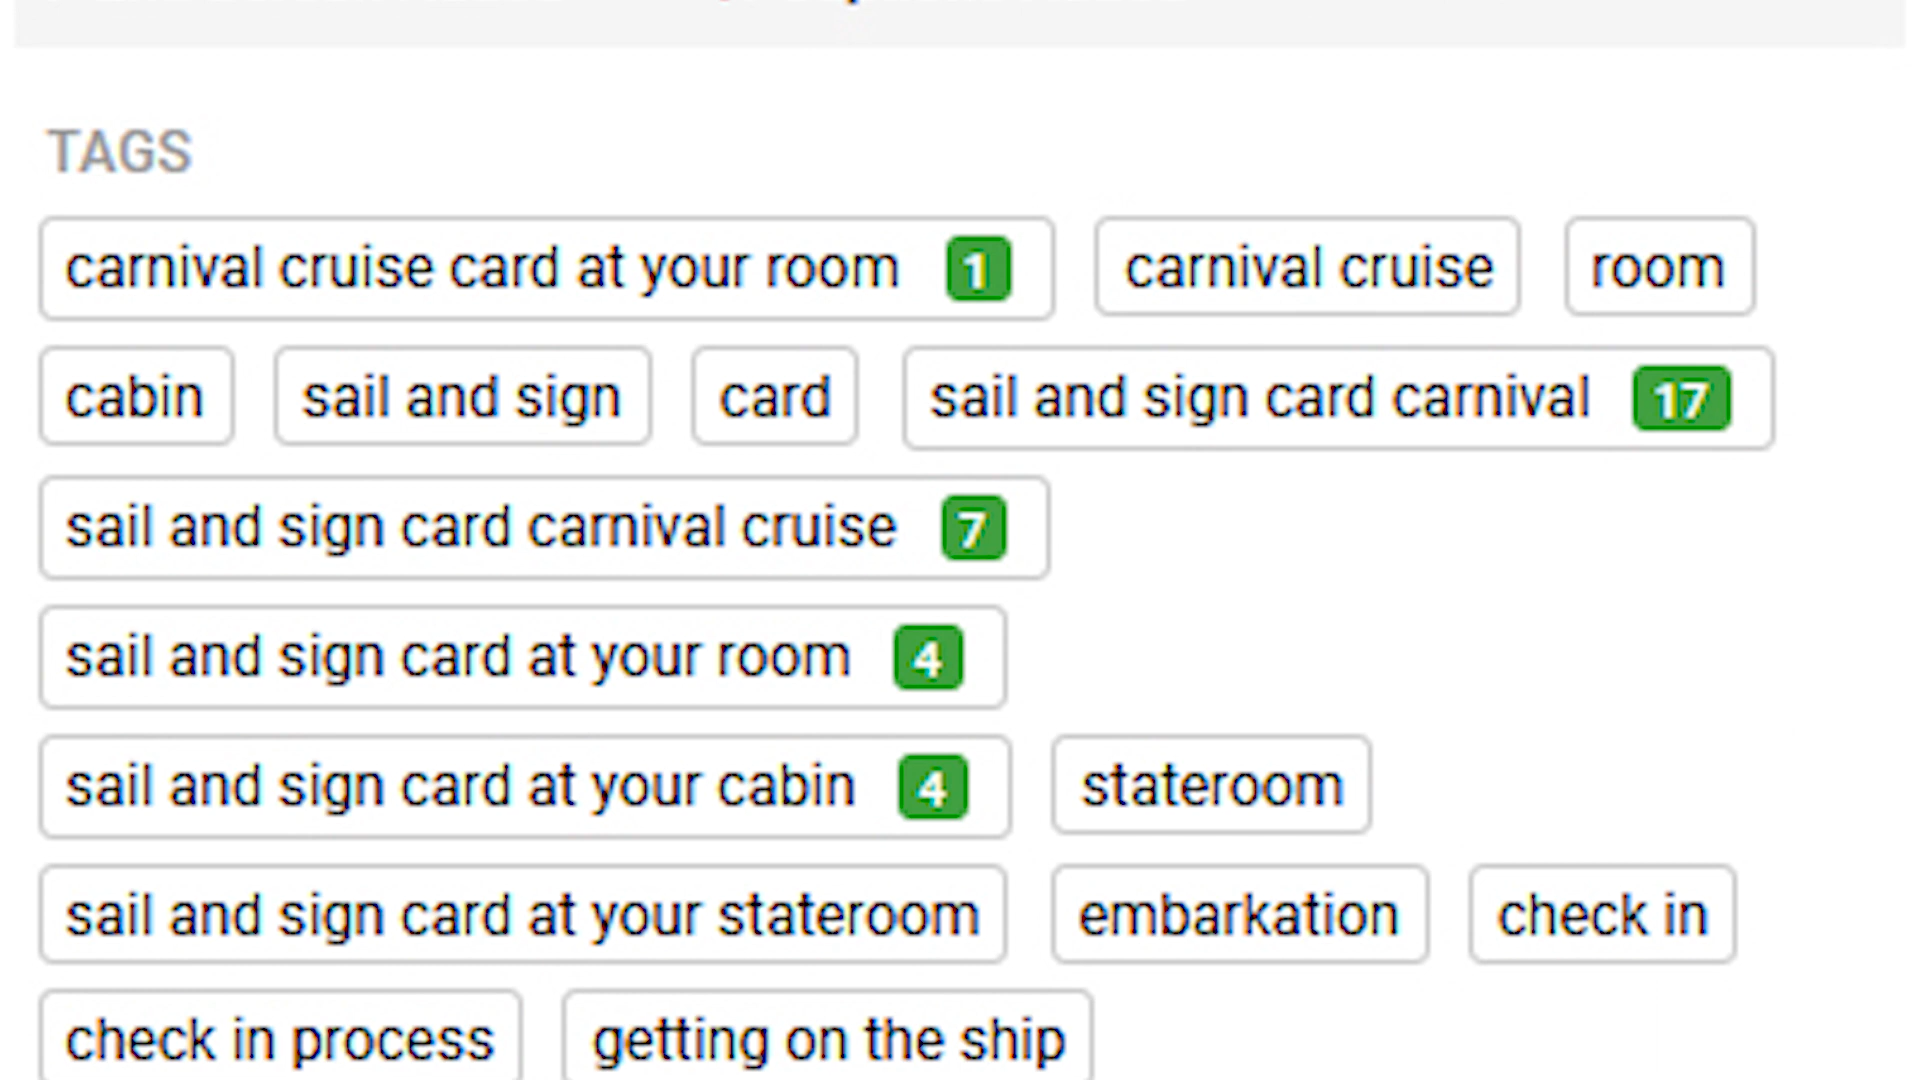 TAGS
carnival cruise card at your room 1 carnival cruise room
cabin sail and sign card sail and sign card carnival 17
sail and sign card carnival cruise 7
sail and sign card at your room 4
sail and sign card at your cabin 4 stateroom
sail and sign card at your stateroom embarkation check in
check in process getting on the ship